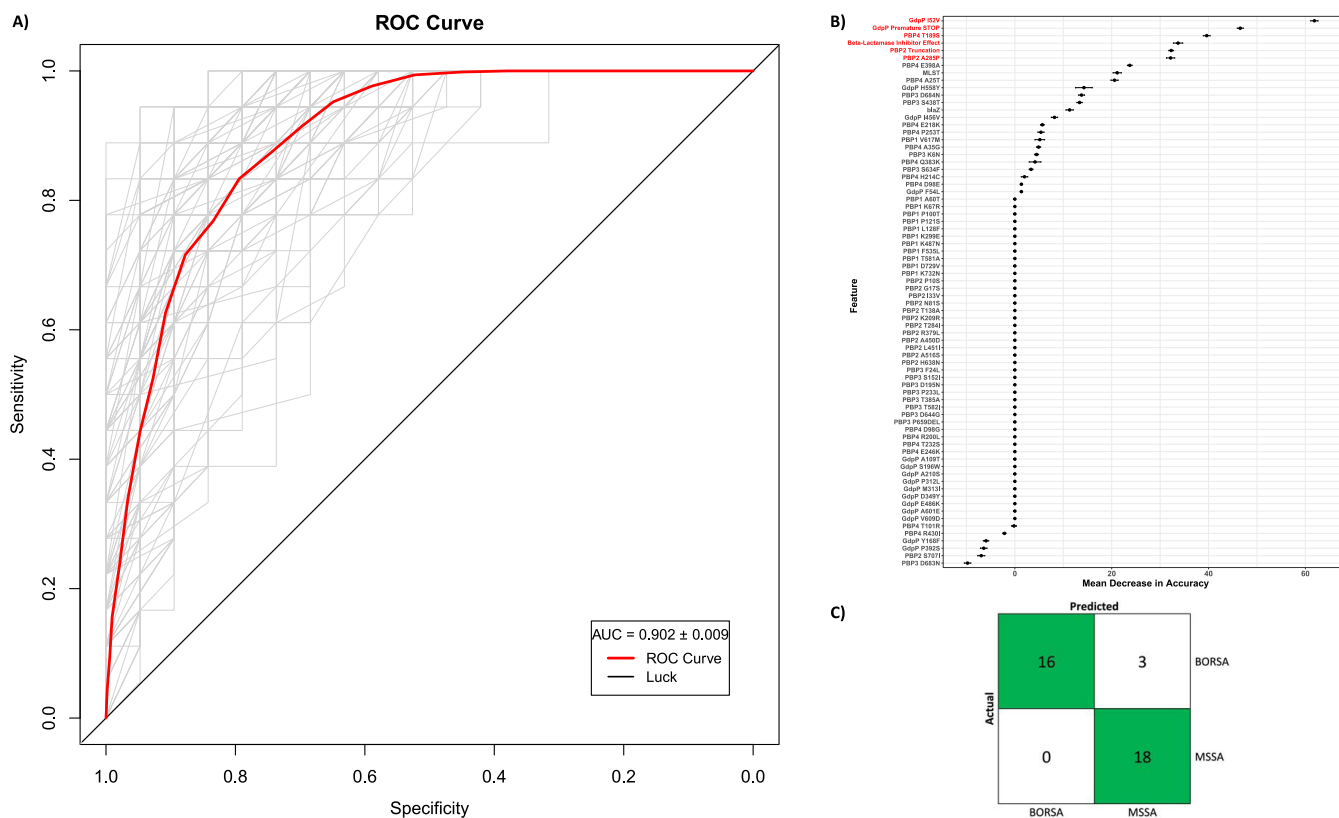 A)
ROC Curve
1.0
0.8
0.6
0.4
0.2
0.0
Sensitivity
1.0
0.8
0.6
0.4
0.2
0.0
Specificity
AUC = 0.902 ± 0.009
ROC Curve
Luck
B)
GdpP I52V
GdpP Premature STOP
PBP4 T189S
Beta-Lactamase Inhibitor Effect
PBP2 Truncation
PBP2 A285P
PBP4 E398A
MLST
PBP4 A25T
GdpP H558Y
PBP3 D684N
PBP3 S438T
blaZ
GdpP I456V
PBP4 E218K
PBP4 P253T
PBP1 V617M
PBP4 A35G
PBP3 K6N
PBP4 Q383K
PBP3 S634F
PBP4 H214C
PBP4 D98E
GdpP F54L
PBP1 A60T
PBP1 K67R
PBP1 P100T
PBP1 P121S
PBP1 L128F
PBP1 K299E
PBP1 K487N
PBP1 F535L
PBP1 T581A
PBP1 D729V
PBP1 K732N
PBP2 P10S
PBP2 G17S
PBP2 I33V
PBP2 N81S
PBP2 T138A
PBP2 K209R
PBP2 T284I
PBP2 R379L
PBP2 A450D
PBP2 L451I
PBP2 A516S
PBP2 H638N
PBP3 F24L
PBP3 S152I
PBP3 D195N
PBP3 P233L
PBP3 T385A
PBP3 T582I
PBP3 D644G
PBP3 P659DEL
PBP4 D98G
PBP4 R200L
PBP4 T232S
PBP4 E246K
GdpP A109T
GdpP S196W
GdpP A210S
GdpP P312L
GdpP M313I
GdpP D349Y
GdpP E486K
GdpP A601E
GdpP V609D
PBP4 T101R
PBP4 R430I
GdpP Y168F
GdpP P392S
PBP2 S707I
PBP3 D683N
Feature
0
20
40
60
Mean Decrease in Accuracy
C)
Predicted
Actual
16
3
BORSA
0
18
MSSA
BORSA
MSSA